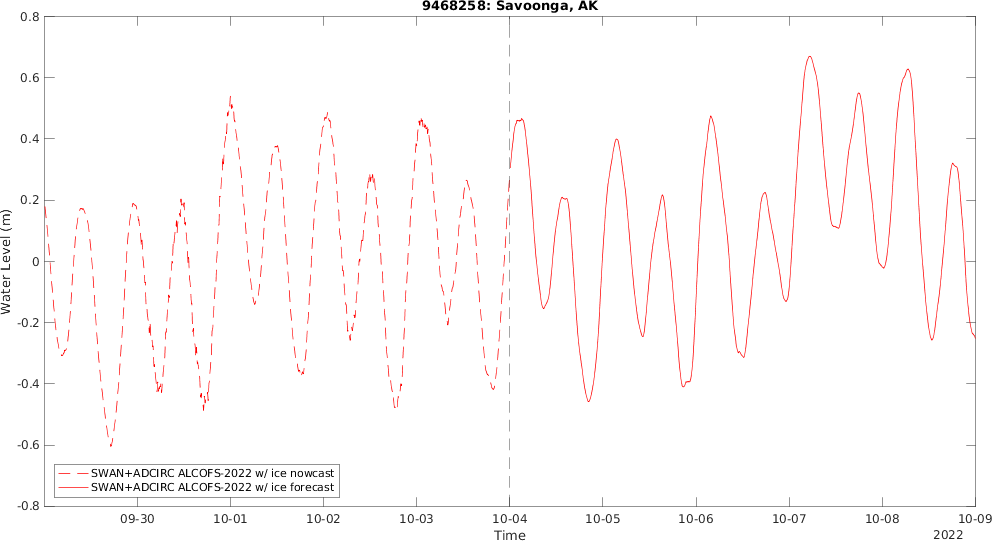 9468258: Savoonga, AK
0.8
0.6
0.4
0.2
0
-0.2
-0.4
-0.6
-0.8
Water Level (m)
SWAN+ADCIRC ALCOFS-2022 w/ ice nowcast
SWAN+ADCIRC ALCOFS-2022 w/ ice forecast
09-30 10-01 10-02 10-03 10-04 10-05 10-06 10-07 10-08 10-09
Time
2022